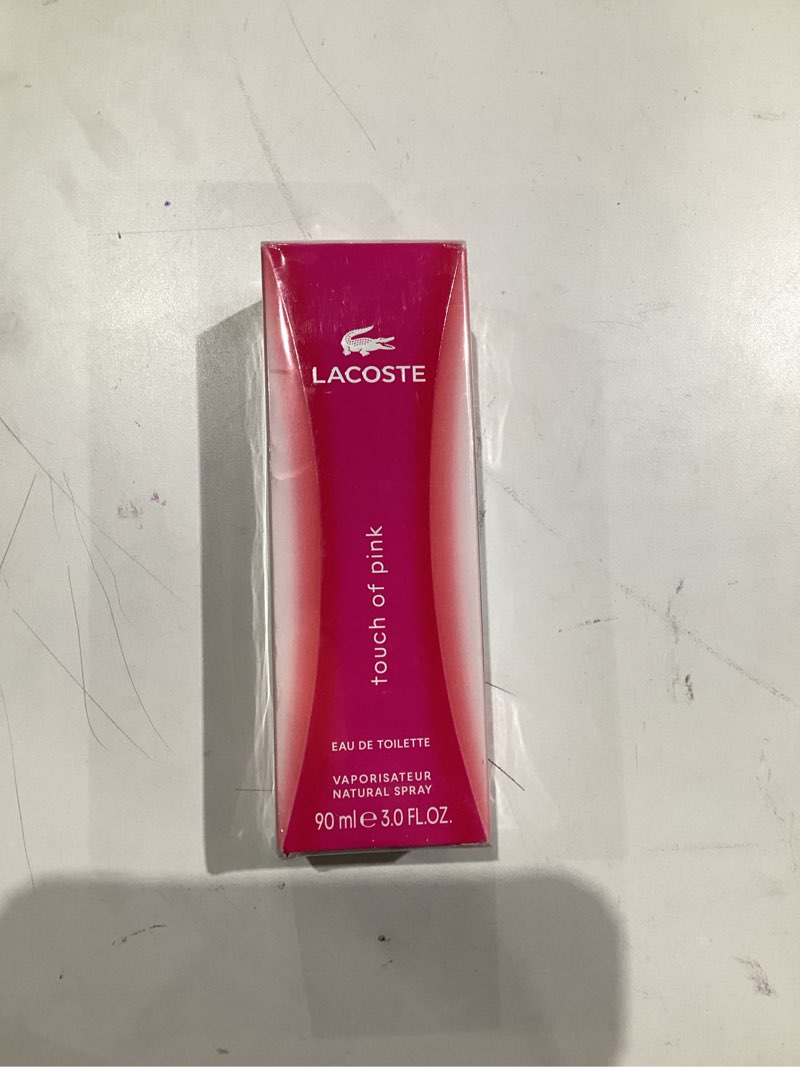 LACOSTE
touch of pink
EAU DE TOILETTE
VAPORISATEUR
NATURAL SPRAY
90 ml ℮ 3.0 FL.OZ.